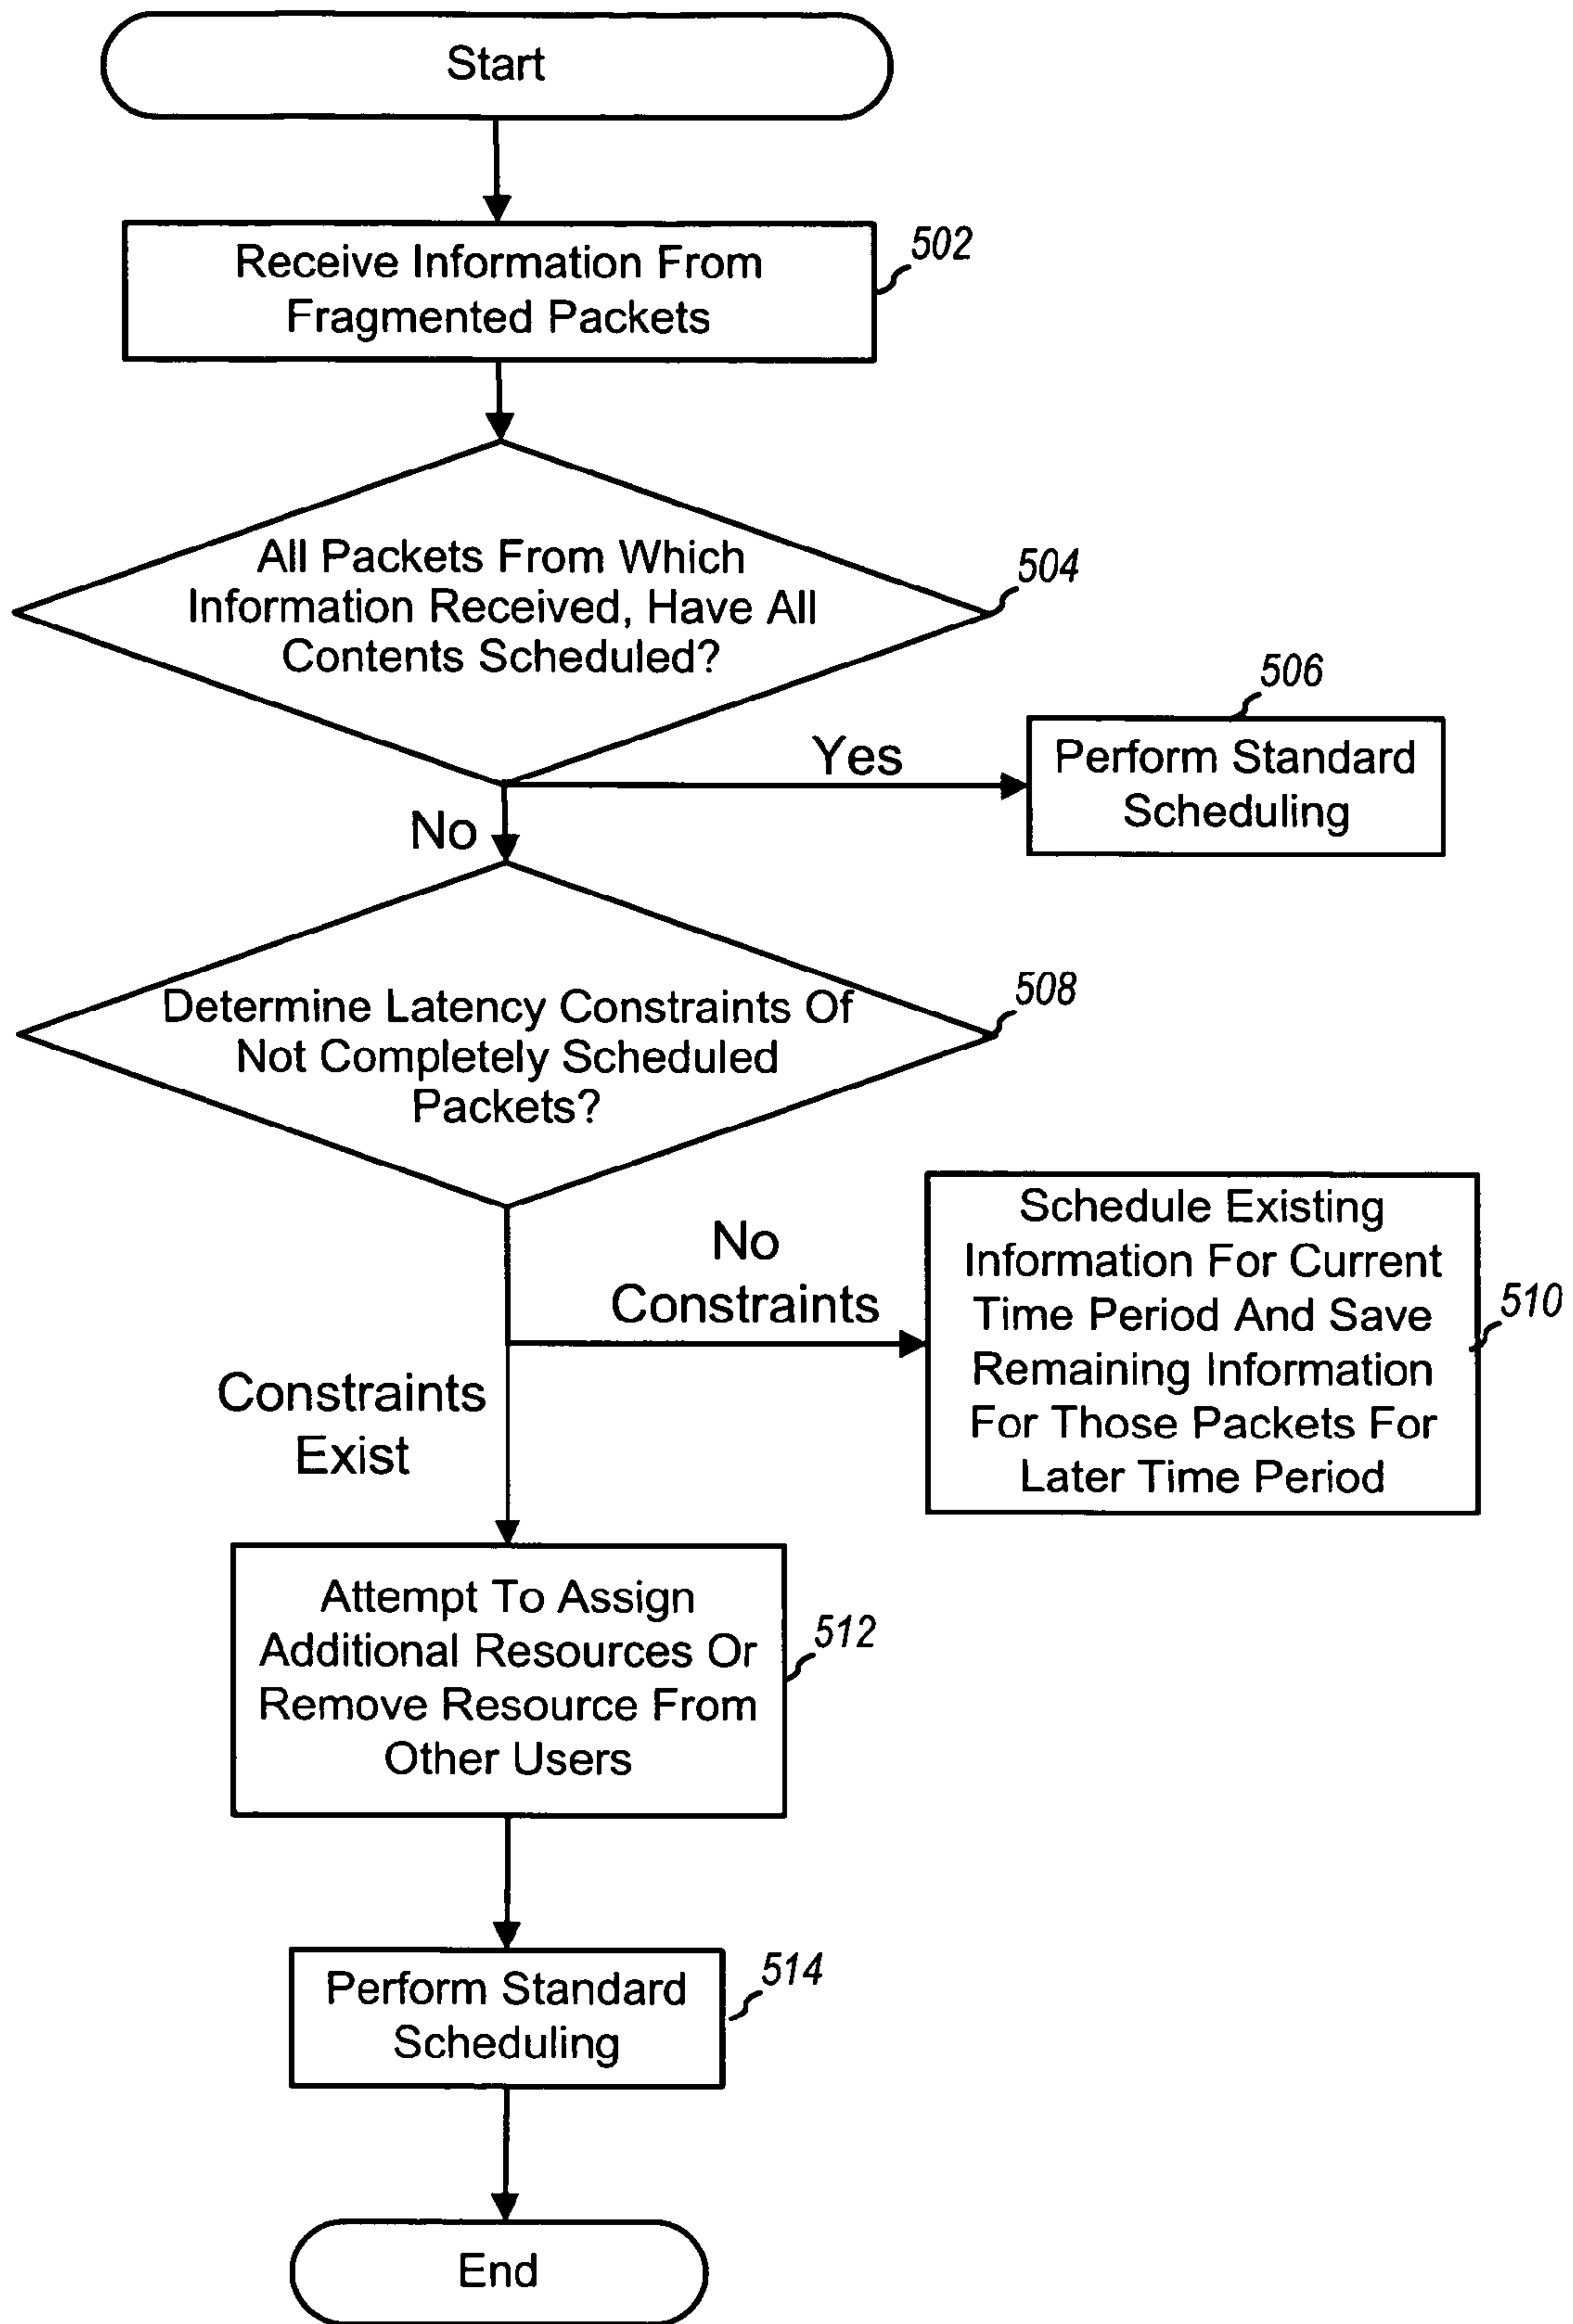 Start
Receive Information From
Fragmented Packets
502
All Packets From Which
Information Received, Have All
Contents Scheduled?
504
506
Yes
Perform Standard
Scheduling
No
Determine Latency Constraints Of
Not Completely Scheduled
Packets?
508
No
Constraints
Schedule Existing
Information For Current
Time Period And Save
Remaining Information
For Those Packets For
Later Time Period
510
Constraints
Exist
Attempt To Assign
Additional Resources Or
Remove Resource From
Other Users
512
Perform Standard
Scheduling
514
End